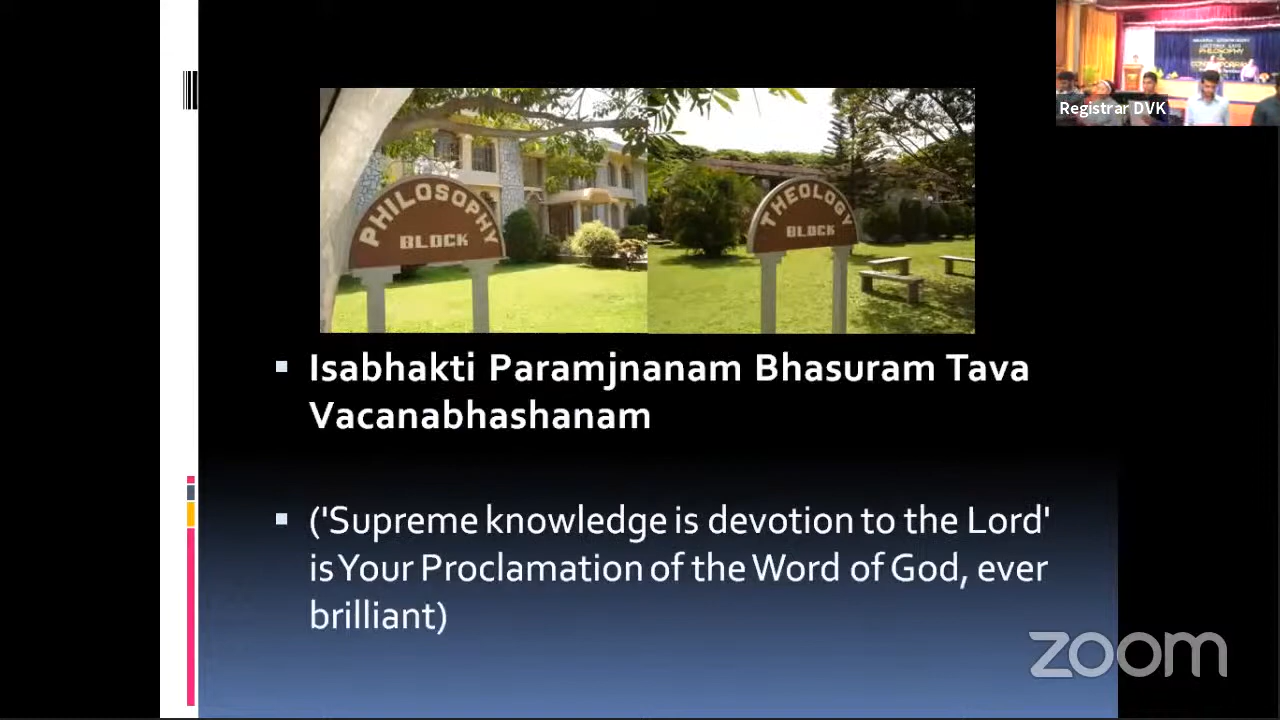 PHILOSOPHY
BLOCK
THEOLOGY
BLOCK
PHILOSOPHY
Registrar DVK
Isabhakti Paramjnanam Bhasuram Tava
Vacanabhashanam
('Supreme knowledge is devotion to the Lord'
is Your Proclamation of the Word of God, ever
brilliant)
zoom